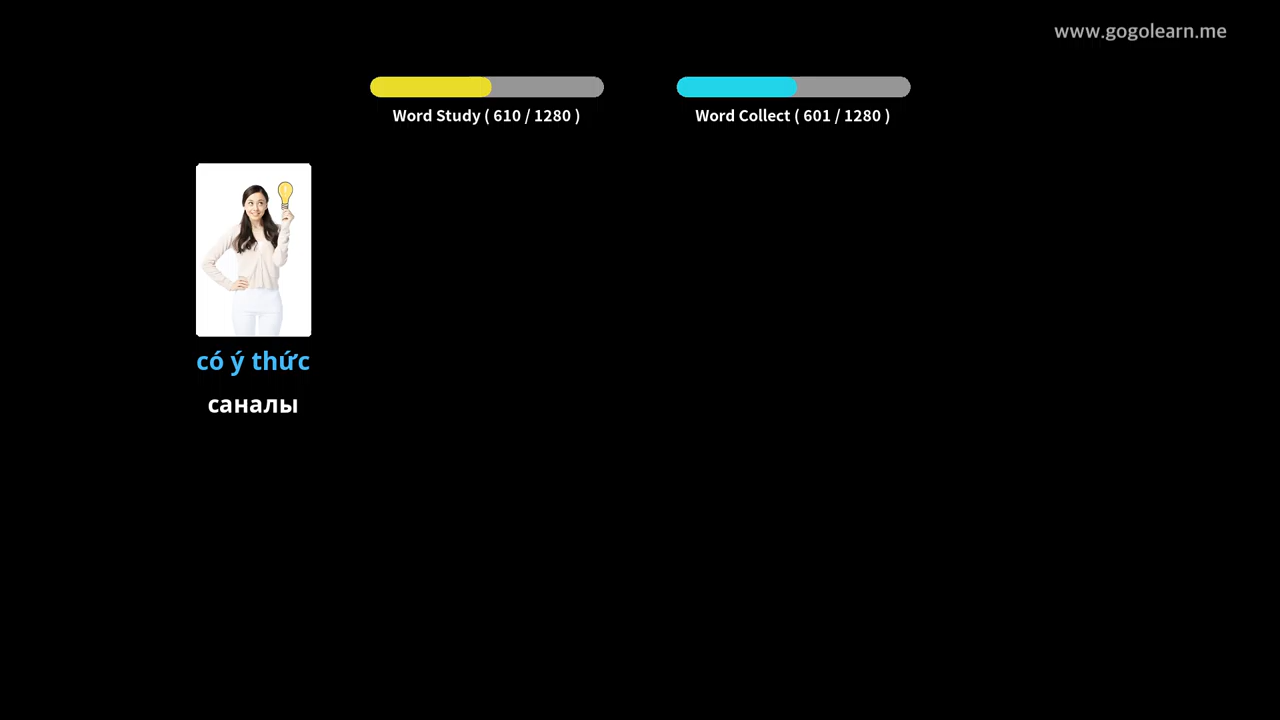 www.gogolearn.me
Word Study ( 610 / 1280 )
Word Collect ( 601 / 1280 )
có ý thức
саналы